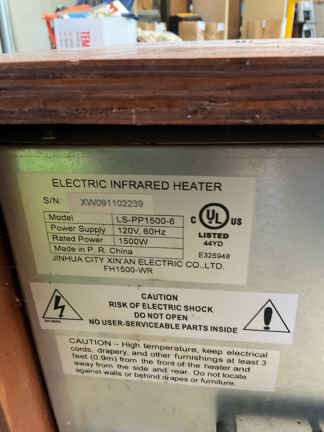 TEM
ELECTRIC INFRARED HEATER
S/N: XW091102239
Model LS-PP1500-6
Power Supply 120V, 60Hz
Rated Power 1500W
Made in P. R. China
C UL US
LISTED
44YD
E325948
JINHUA CITY XIN'AN ELECTRIC CO.,LTD.
FH1500-WR
CAUTION
RISK OF ELECTRIC SHOCK
DO NOT OPEN
NO USER-SERVICEABLE PARTS INSIDE
CAUTION -- High temperature, keep electrical
cords, drapery, and other furnishings at least 3
feet (0.9m) from the front of the heater and
away from the side and rear. Do not locate
against walls or behind drapes or furniture.